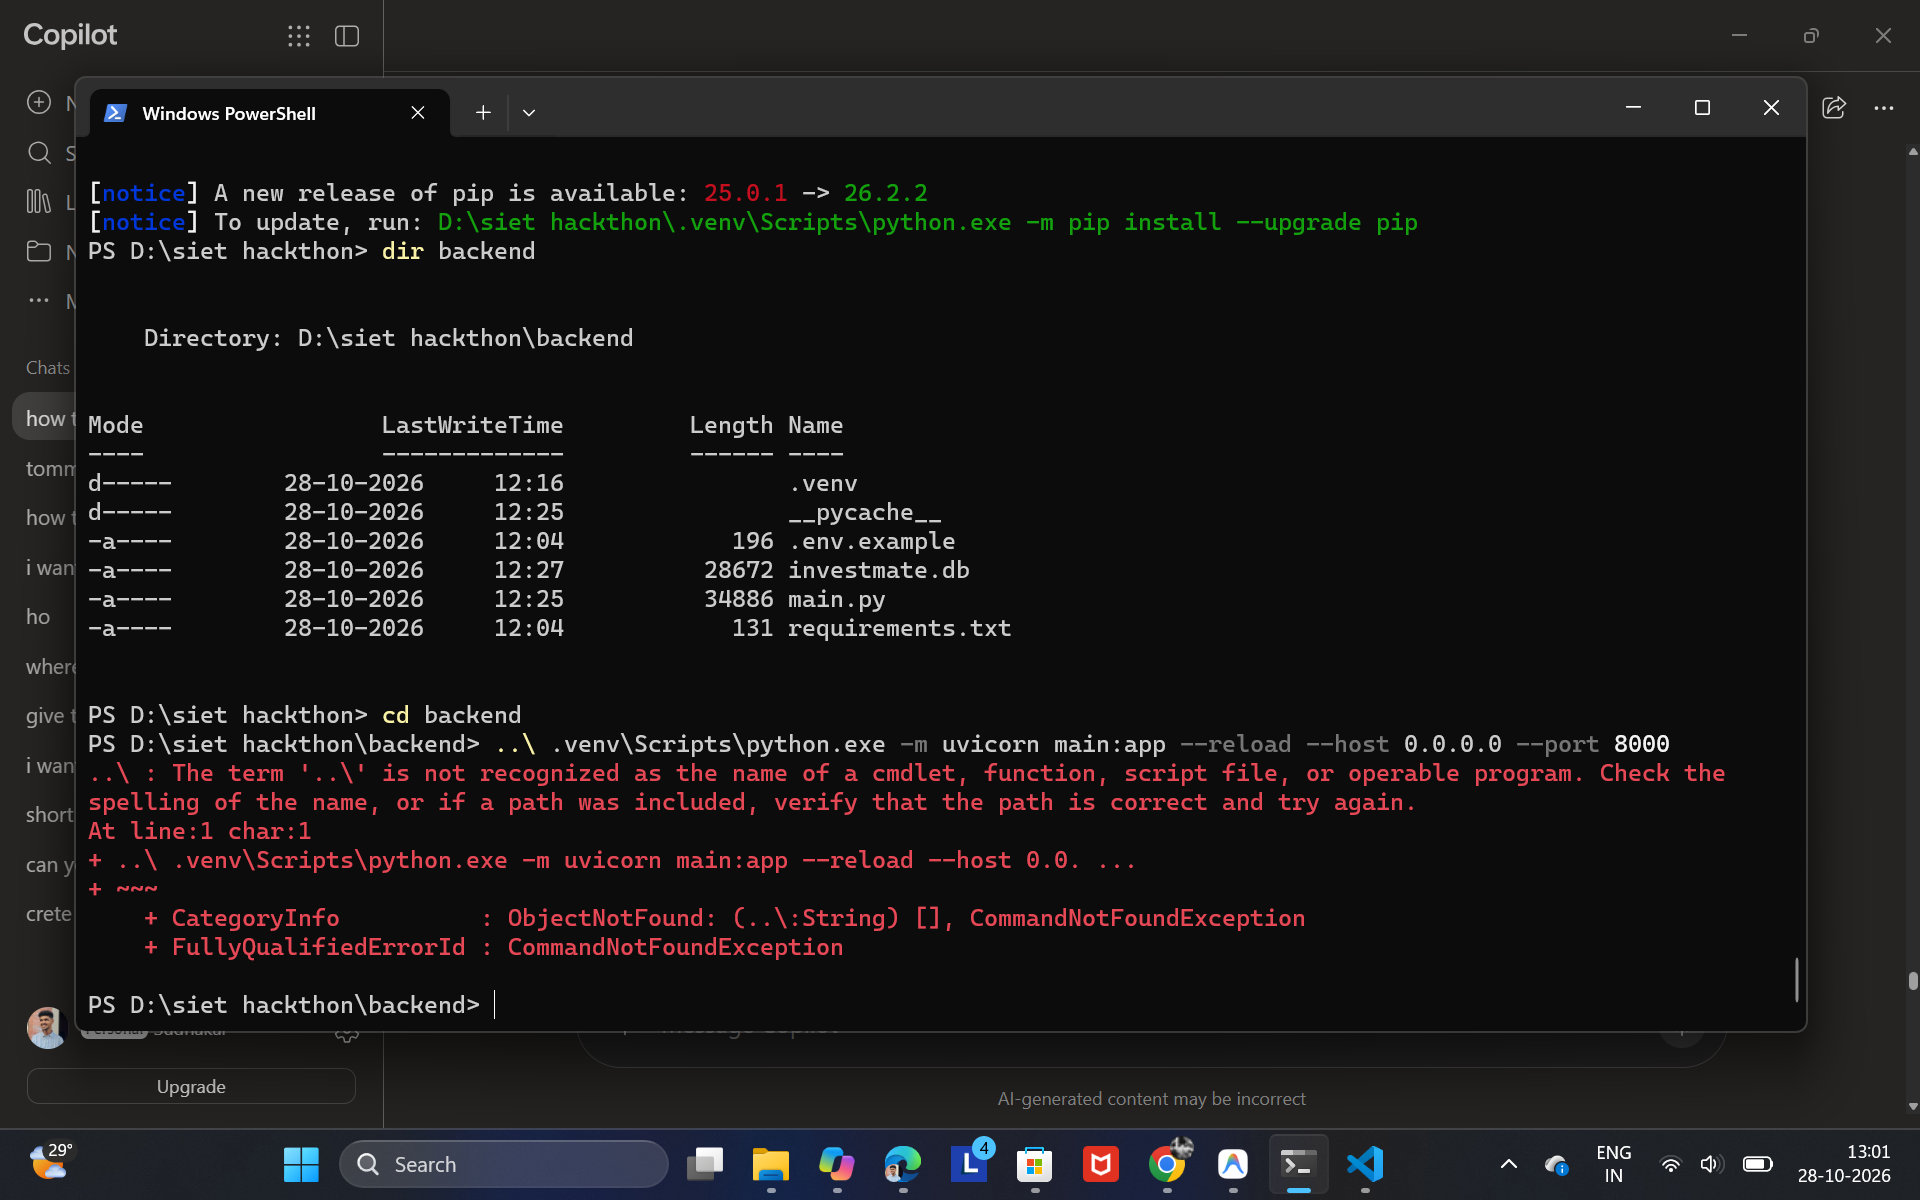 Copilot
Windows PowerShell
[notice] A new release of pip is available: 25.0.1 -> 26.2.2
[notice] To update, run: D:\siet hackthon\.venv\Scripts\python.exe -m pip install --upgrade pip
PS D:\siet hackthon> dir backend
Directory: D:\siet hackthon\backend
Mode LastWriteTime Length Name
---- ------------- ------ ----
d----- 28-10-2026 12:16 .venv
d----- 28-10-2026 12:25 __pycache__
-a---- 28-10-2026 12:04 196 .env.example
-a---- 28-10-2026 12:27 28672 investmate.db
-a---- 28-10-2026 12:25 34886 main.py
-a---- 28-10-2026 12:04 131 requirements.txt
PS D:\siet hackthon> cd backend
PS D:\siet hackthon\backend> ..\ .venv\Scripts\python.exe -m uvicorn main:app --reload --host 0.0.0.0 --port 8000
..\ : The term '..\' is not recognized as the name of a cmdlet, function, script file, or operable program. Check the
spelling of the name, or if a path was included, verify that the path is correct and try again.
At line:1 char:1
+ ..\ .venv\Scripts\python.exe -m uvicorn main:app --reload --host 0.0. ...
+ ~~~
+ CategoryInfo : ObjectNotFound: (..\:String) [], CommandNotFoundException
+ FullyQualifiedErrorId : CommandNotFoundException
PS D:\siet hackthon\backend>
Chats
how t
tomm
how t
i wan
ho
where
give t
i wan
short
can y
crete
Upgrade
AI-generated content may be incorrect
29°
Search
4
ENG
IN
13:01
28-10-2026